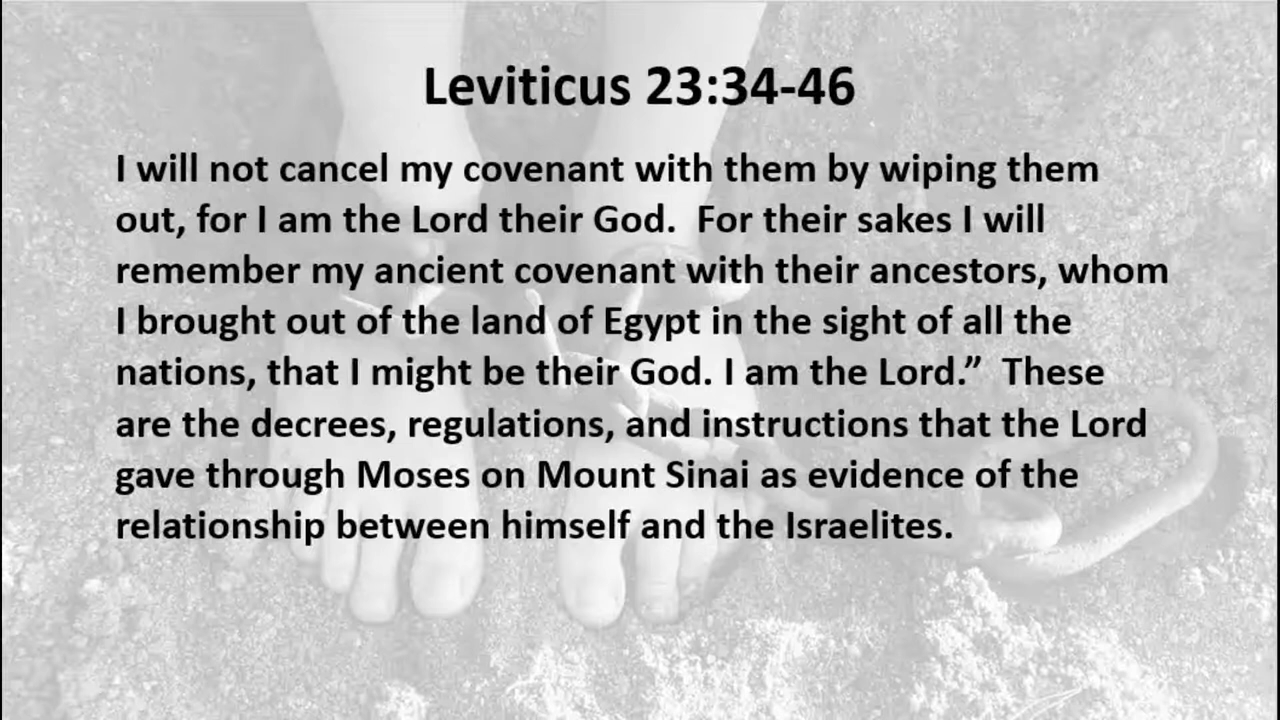 Leviticus 23:34-46
I will not cancel my covenant with them by wiping them
out, for I am the Lord their God.  For their sakes I will
remember my ancient covenant with their ancestors, whom
I brought out of the land of Egypt in the sight of all the
nations, that I might be their God. I am the Lord.”  These
are the decrees, regulations, and instructions that the Lord
gave through Moses on Mount Sinai as evidence of the
relationship between himself and the Israelites.